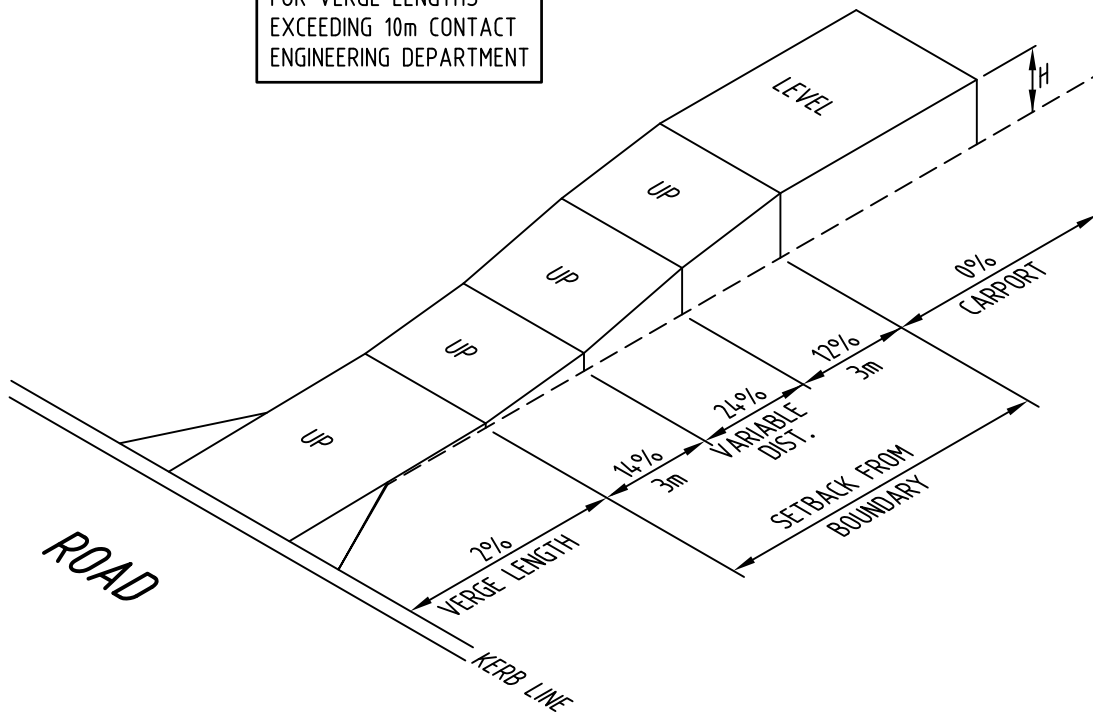 FOR VERGE LENGTHS
EXCEEDING 10m CONTACT
ENGINEERING DEPARTMENT
LEVEL
H
UP
UP
UP
UP
0%
CARPORT
12%
3m
24%
VARIABLE
DIST.
14%
3m
SETBACK FROM
BOUNDARY
2%
VERGE LENGTH
ROAD
KERB LINE